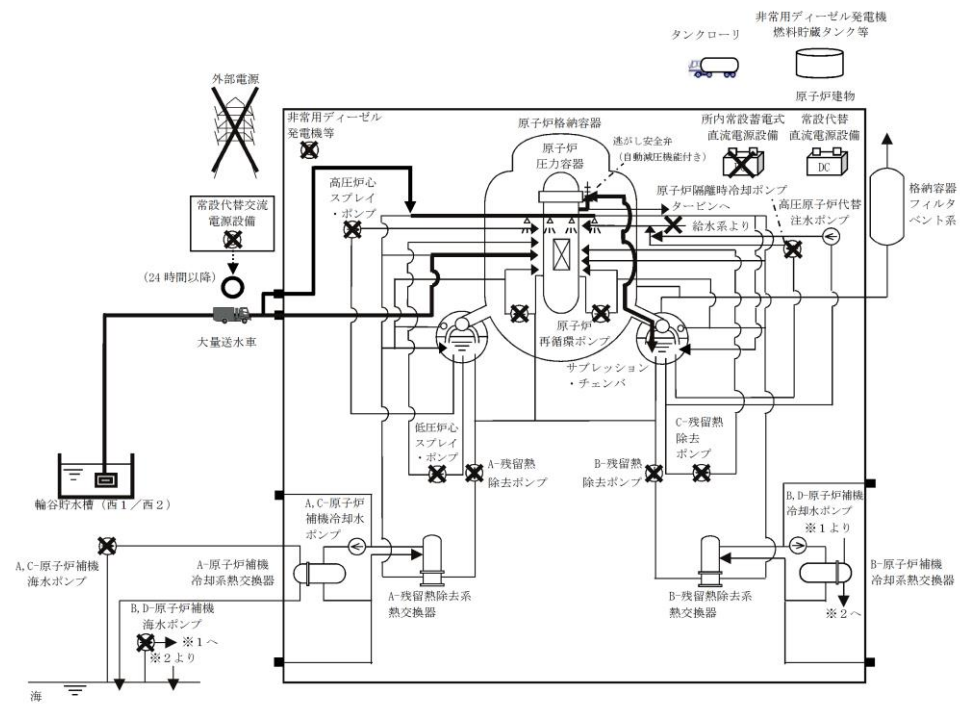 非常用ディーゼル発電機
燃料貯蔵タンク等
タンクローリ
外部電源
原子炉建物
非常用ディーゼル
発電機等
原子炉格納容器
所内常設蓄電式
直流電源設備
常設代替
直流電源設備
原子炉
圧力容器
逃がし安全弁
(自動減圧機能付き)
DC
DC
高圧炉心
スプレイ
・ポンプ
原子炉隔離時冷却ポンプ
タービンへ
高圧原子炉代替
注水ポンプ
格納容器
フィルタ
ベント系
常設代替交流
電源設備
給水系より
(24時間以降)
大量送水車
原子炉
再循環ポンプ
サプレッション
・チェンバ
低圧炉心
スプレイ
・ポンプ
A-残留熱
除去ポンプ
B-残留熱
除去ポンプ
C-残留熱
除去
ポンプ
輪谷貯水槽(西1/西2)
A,C-原子炉
補機冷却水
ポンプ
B,D-原子炉補機
冷却水ポンプ
※1より
A,C-原子炉補機
海水ポンプ
A-原子炉補機
冷却系熱交換器
B-原子炉補機
冷却系熱交換器
A-残留熱除去系
熱交換器
B-残留熱除去系
熱交換器
B,D-原子炉補機
海水ポンプ
※1へ
※2より
※2へ
海